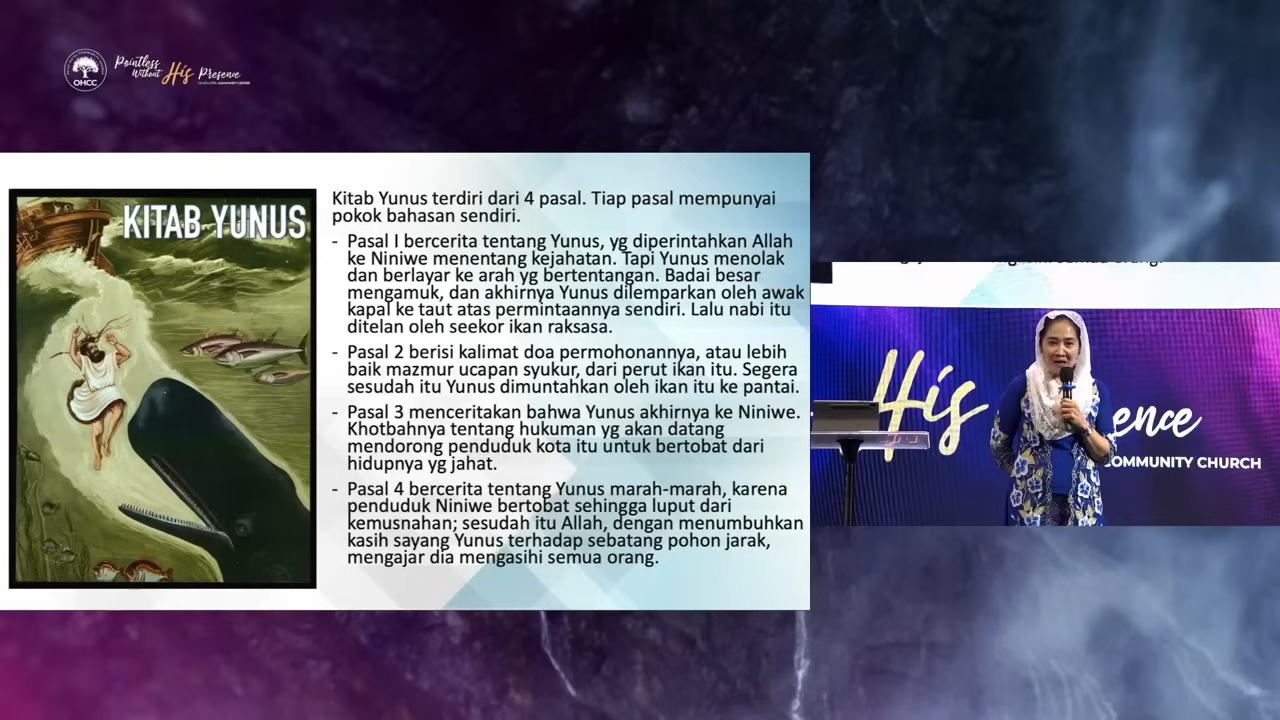 OHCC
Pointless
Without His Presence
KITAB YUNUS
Kitab Yunus terdiri dari 4 pasal. Tiap pasal mempunyai
pokok bahasan sendiri.
- Pasal I bercerita tentang Yunus, yg diperintahkan Allah
ke Niniwe menentang kejahatan. Tapi Yunus menolak
dan berlayar ke arah yg bertentangan. Badai besar
mengamuk, dan akhirnya Yunus dilemparkan oleh awak
kapal ke taut atas permintaannya sendiri. Lalu nabi itu
ditelan oleh seekor ikan raksasa.
- Pasal 2 berisi kalimat doa permohonannya, atau lebih
baik mazmur ucapan syukur, dari perut ikan itu. Segera
sesudah itu Yunus dimuntahkan oleh ikan itu ke pantai.
- Pasal 3 menceritakan bahwa Yunus akhirnya ke Niniwe.
Khotbahnya tentang hukuman yg akan datang
mendorong penduduk kota itu untuk bertobat dari
hidupnya yg jahat.
- Pasal 4 bercerita tentang Yunus marah-marah, karena
penduduk Niniwe bertobat sehingga luput dari
kemusnahan; sesudah itu Allah, dengan menumbuhkan
kasih sayang Yunus terhadap sebatang pohon jarak,
mengajar dia mengasihi semua orang.
His
ence
COMMUNITY CHURCH